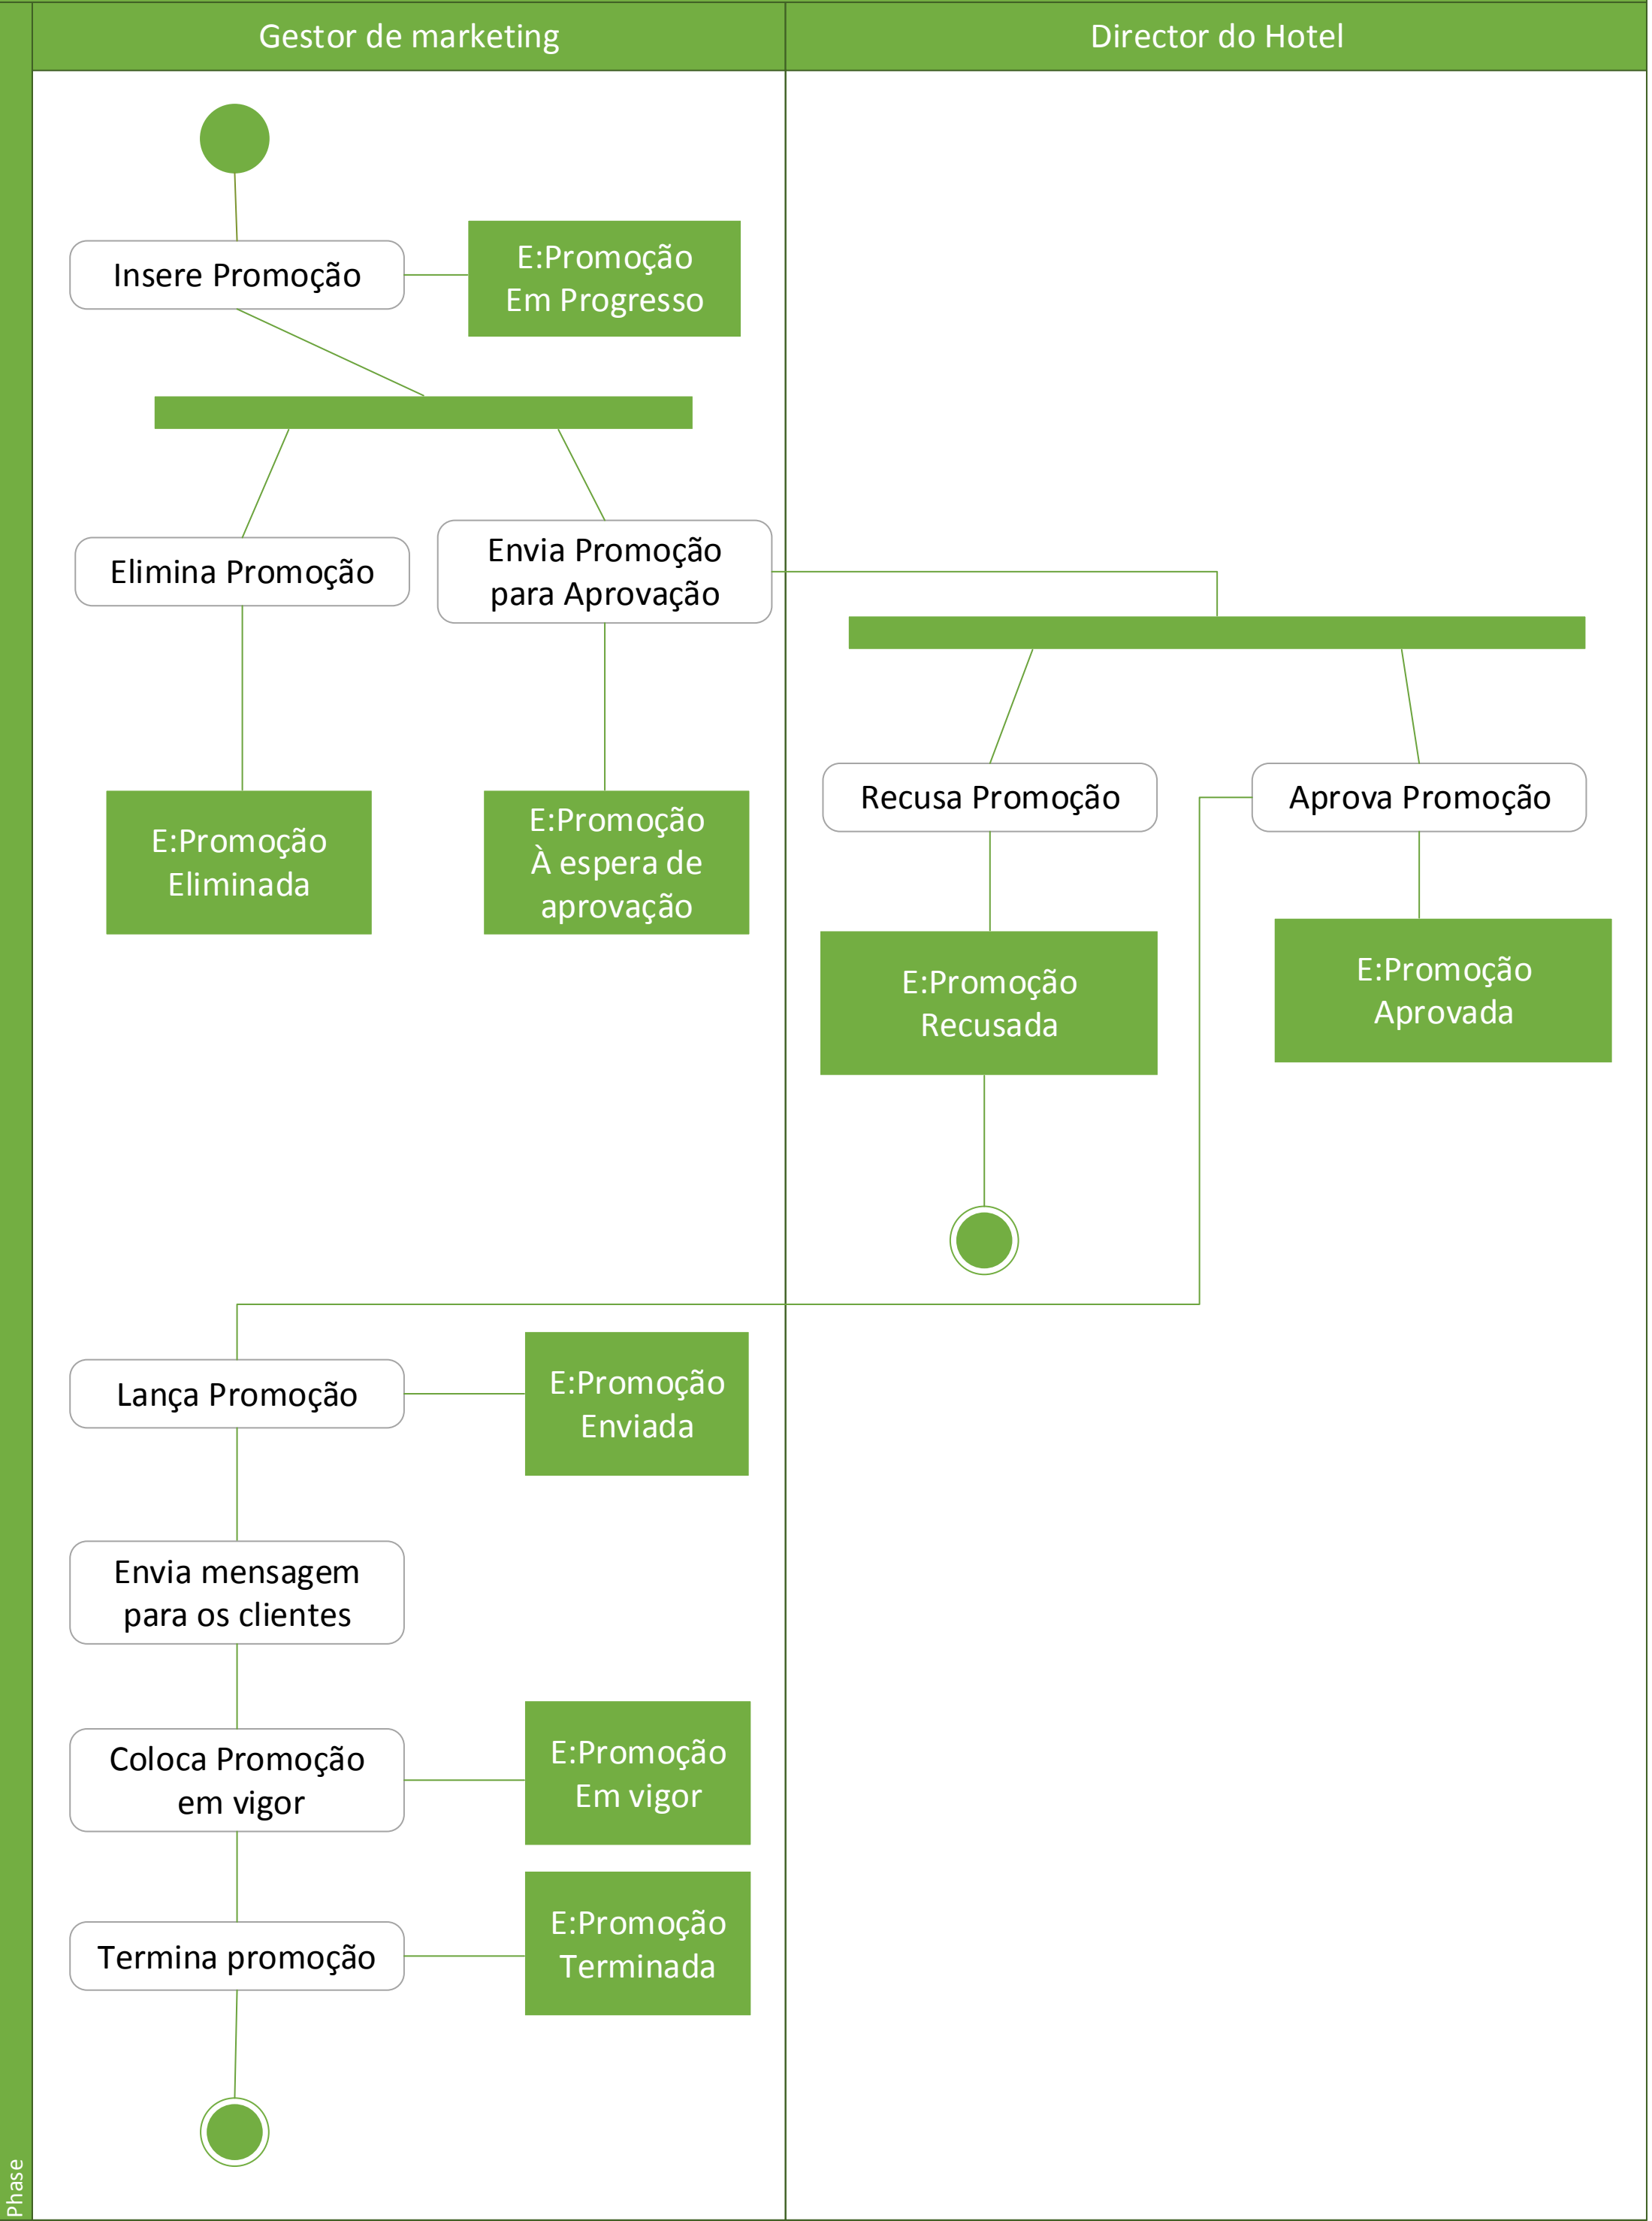 Gestor de marketing
Director do Hotel
Insere Promoção
E:Promoção
Em Progresso
Elimina Promoção
Envia Promoção
para Aprovação
Recusa Promoção
Aprova Promoção
E:Promoção
Eliminada
E:Promoção
À espera de
aprovação
E:Promoção
Recusada
E:Promoção
Aprovada
Lança Promoção
E:Promoção
Enviada
Envia mensagem
para os clientes
Coloca Promoção
em vigor
E:Promoção
Em vigor
Termina promoção
E:Promoção
Terminada
Phase